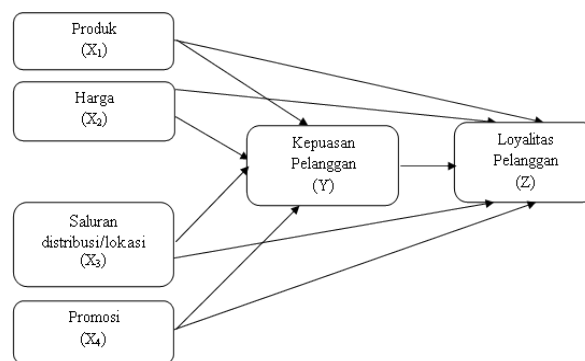 Produk
(X₁)
Harga
(X₂)
Kepuasan
Pelanggan
(Y)
Loyalitas
Pelanggan
(Z)
Saluran
distribusi/lokasi
(X₃)
Promosi
(X₄)